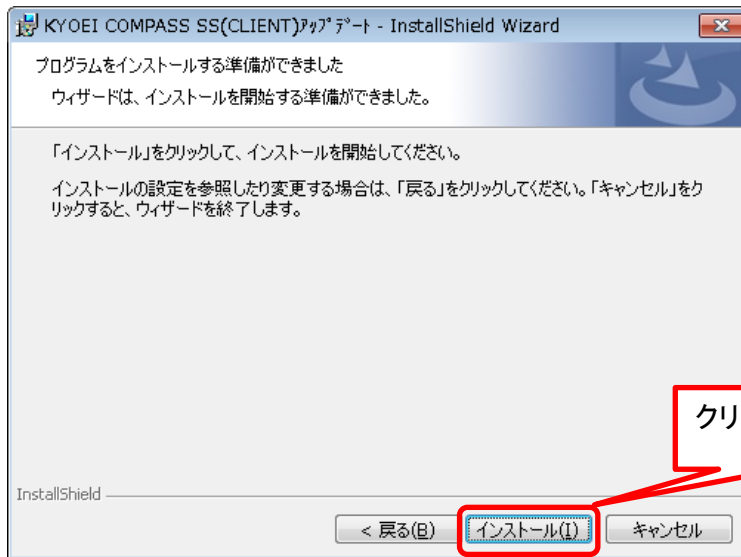 KYOEI COMPASS SS(CLIENT)ｱｯﾌﾟﾃﾞｰﾄ - InstallShield Wizard
プログラムをインストールする準備ができました
ウィザードは、インストールを開始する準備ができました。
「インストール」をクリックして、インストールを開始してください。
インストールの設定を参照したり変更する場合は、「戻る」をクリックしてください。「キャンセル」をク
リックすると、ウィザードを終了します。
クリ
InstallShield
< 戻る(B)
インストール(I)
キャンセル